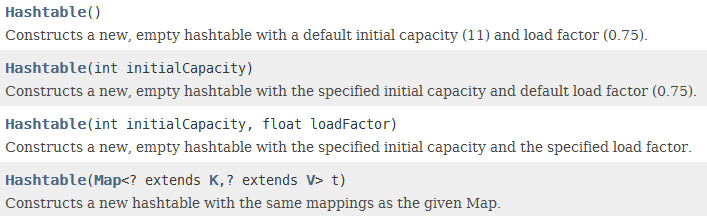 Hashtable()
Constructs a new, empty hashtable with a default initial capacity (11) and load factor (0.75).
Hashtable(int initialCapacity)
Constructs a new, empty hashtable with the specified initial capacity and default load factor (0.75).
Hashtable(int initialCapacity, float loadFactor)
Constructs a new, empty hashtable with the specified initial capacity and the specified load factor.
Hashtable(Map<? extends K,? extends V> t)
Constructs a new hashtable with the same mappings as the given Map.